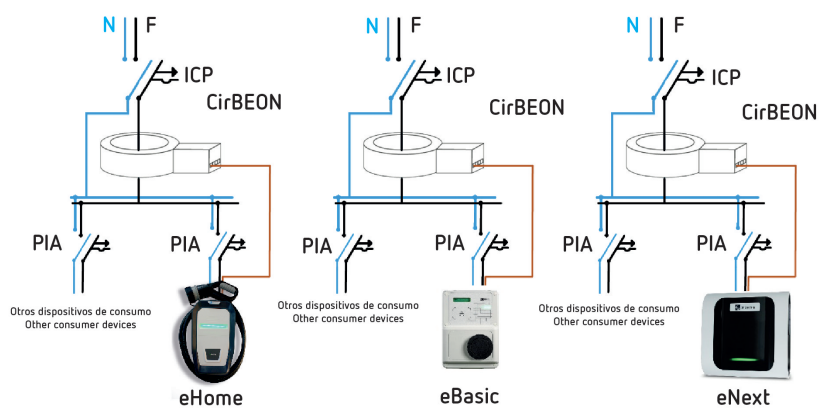 N F
ICP
CirBEON
PIA
PIA
Otros dispositivos de consumo
Other consumer devices
eHome
N F
ICP
CirBEON
PIA
PIA
Otros dispositivos de consumo
Other consumer devices
eBasic
N F
ICP
CirBEON
PIA
PIA
Otros dispositivos de consumo
Other consumer devices
eNext